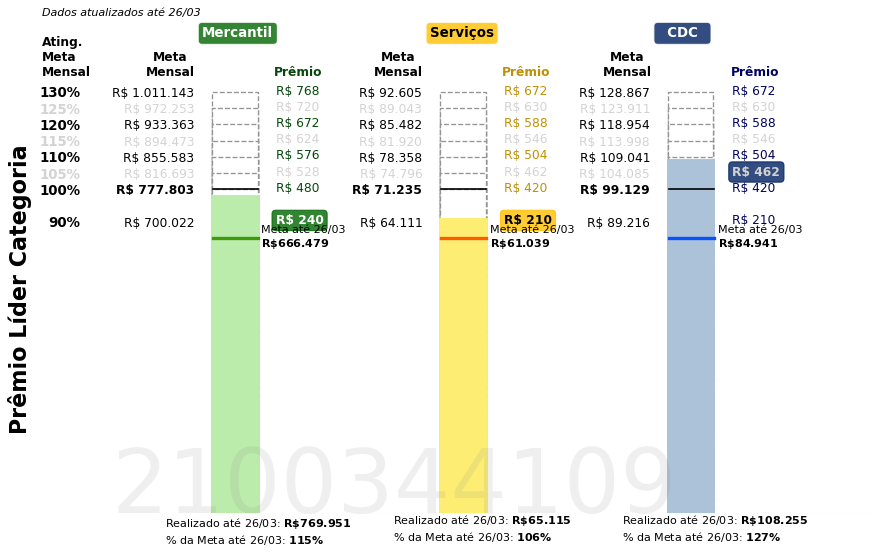 Dados atualizados até 26/03
Mercantil Serviços CDC
Ating.
Meta
Mensal
Meta
Mensal
Prêmio
Meta
Mensal
Prêmio
Meta
Mensal
Prêmio
130% R$ 1.011.143 R$ 768 R$ 92.605 R$ 672 R$ 128.867 R$ 672
125% R$ 972.253 R$ 720 R$ 89.043 R$ 630 R$ 123.911 R$ 630
120% R$ 933.363 R$ 672 R$ 85.482 R$ 588 R$ 118.954 R$ 588
115% R$ 894.473 R$ 624 R$ 81.920 R$ 546 R$ 113.998 R$ 546
110% R$ 855.583 R$ 576 R$ 78.358 R$ 504 R$ 109.041 R$ 504
105% R$ 816.693 R$ 528 R$ 74.796 R$ 462 R$ 104.085 R$ 462
100% R$ 777.803 R$ 480 R$ 71.235 R$ 420 R$ 99.129 R$ 420
90% R$ 700.022 R$ 240 R$ 64.111 R$ 210 R$ 89.216 R$ 210
Meta até 26/03 Meta até 26/03 Meta até 26/03
R$666.479 R$61.039 R$84.941
Prêmio Líder Categoria
2100344109
Realizado até 26/03: R$769.951 Realizado até 26/03: R$65.115 Realizado até 26/03: R$108.255
% da Meta até 26/03: 115% % da Meta até 26/03: 106% % da Meta até 26/03: 127%